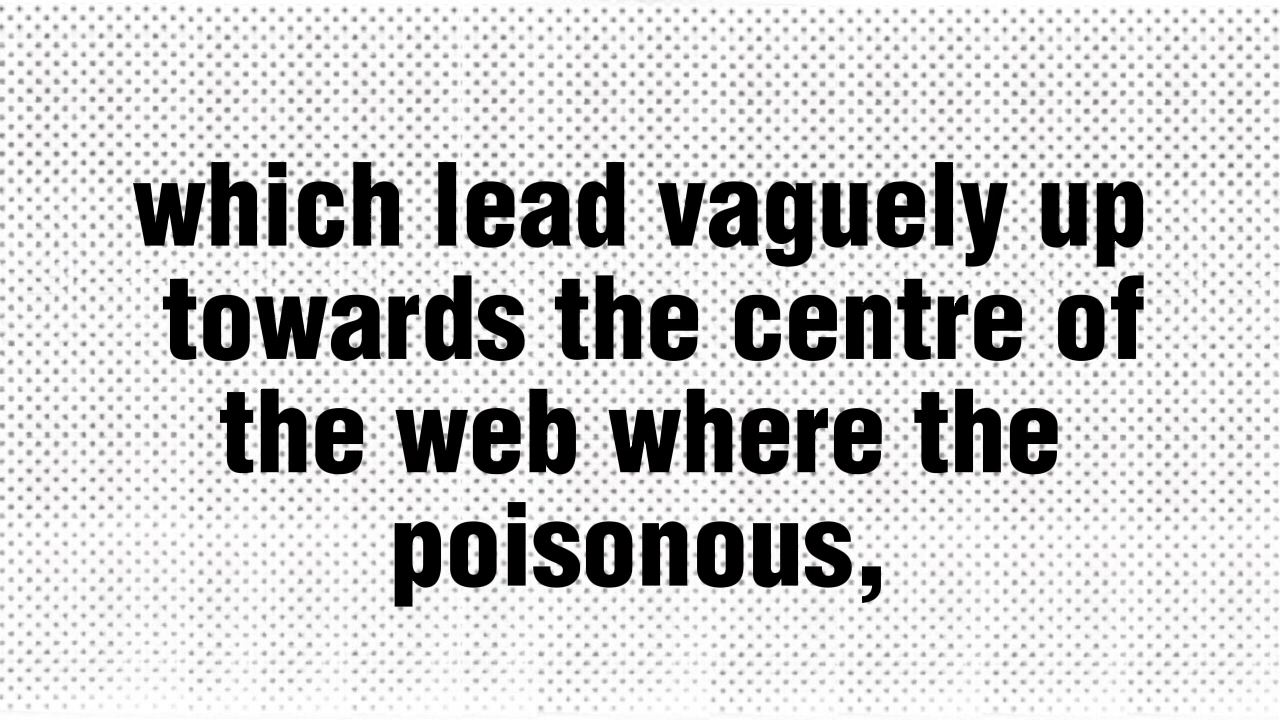 which lead vaguely up
towards the centre of
the web where the
poisonous,